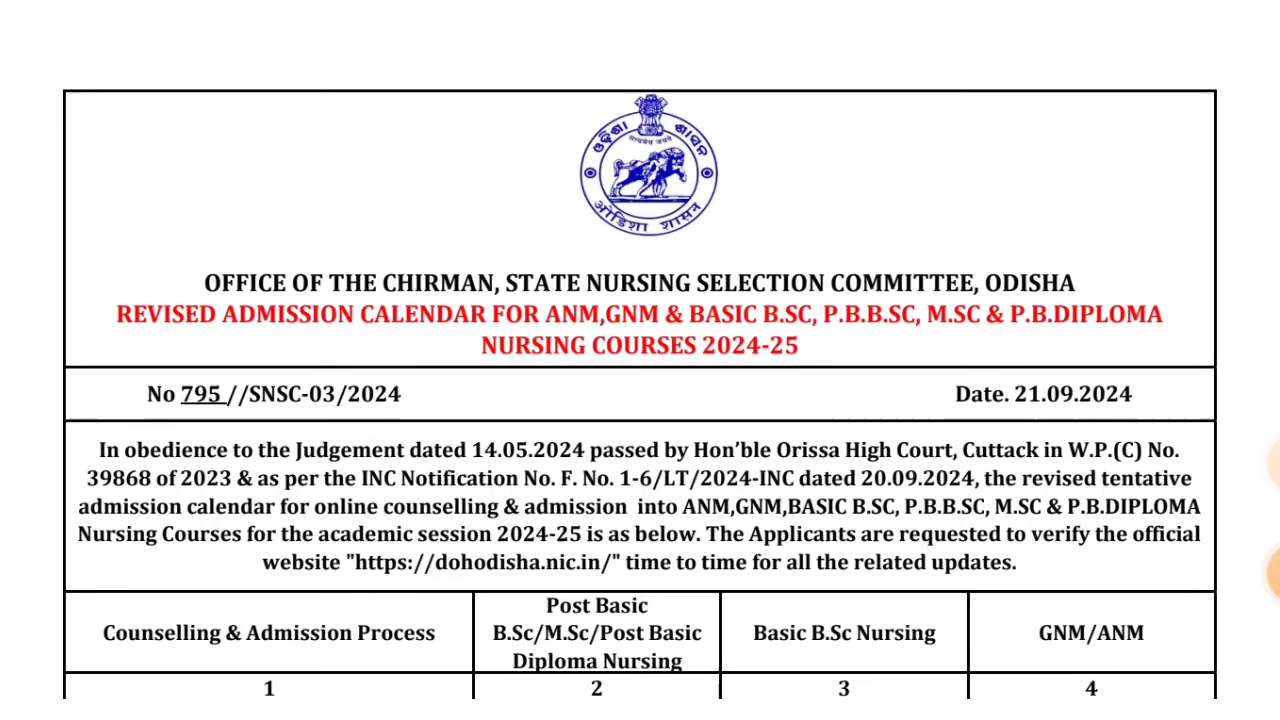 ଓଡ଼ିଶା ଶାସନ
सत्यमेव जयते
ओडिशा शासन
OFFICE OF THE CHIRMAN, STATE NURSING SELECTION COMMITTEE, ODISHA
REVISED ADMISSION CALENDAR FOR ANM,GNM & BASIC B.SC, P.B.B.SC, M.SC & P.B.DIPLOMA
NURSING COURSES 2024-25
No 795 //SNSC-03/2024 Date. 21.09.2024
In obedience to the Judgement dated 14.05.2024 passed by Hon’ble Orissa High Court, Cuttack in W.P.(C) No.
39868 of 2023 & as per the INC Notification No. F. No. 1-6/LT/2024-INC dated 20.09.2024, the revised tentative
admission calendar for online counselling & admission into ANM,GNM,BASIC B.SC, P.B.B.SC, M.SC & P.B.DIPLOMA
Nursing Courses for the academic session 2024-25 is as below. The Applicants are requested to verify the official
website "https://dohodisha.nic.in/" time to time for all the related updates.
Counselling & Admission Process
Post Basic
B.Sc/M.Sc/Post Basic
Diploma Nursing
Basic B.Sc Nursing
GNM/ANM
1 2 3 4